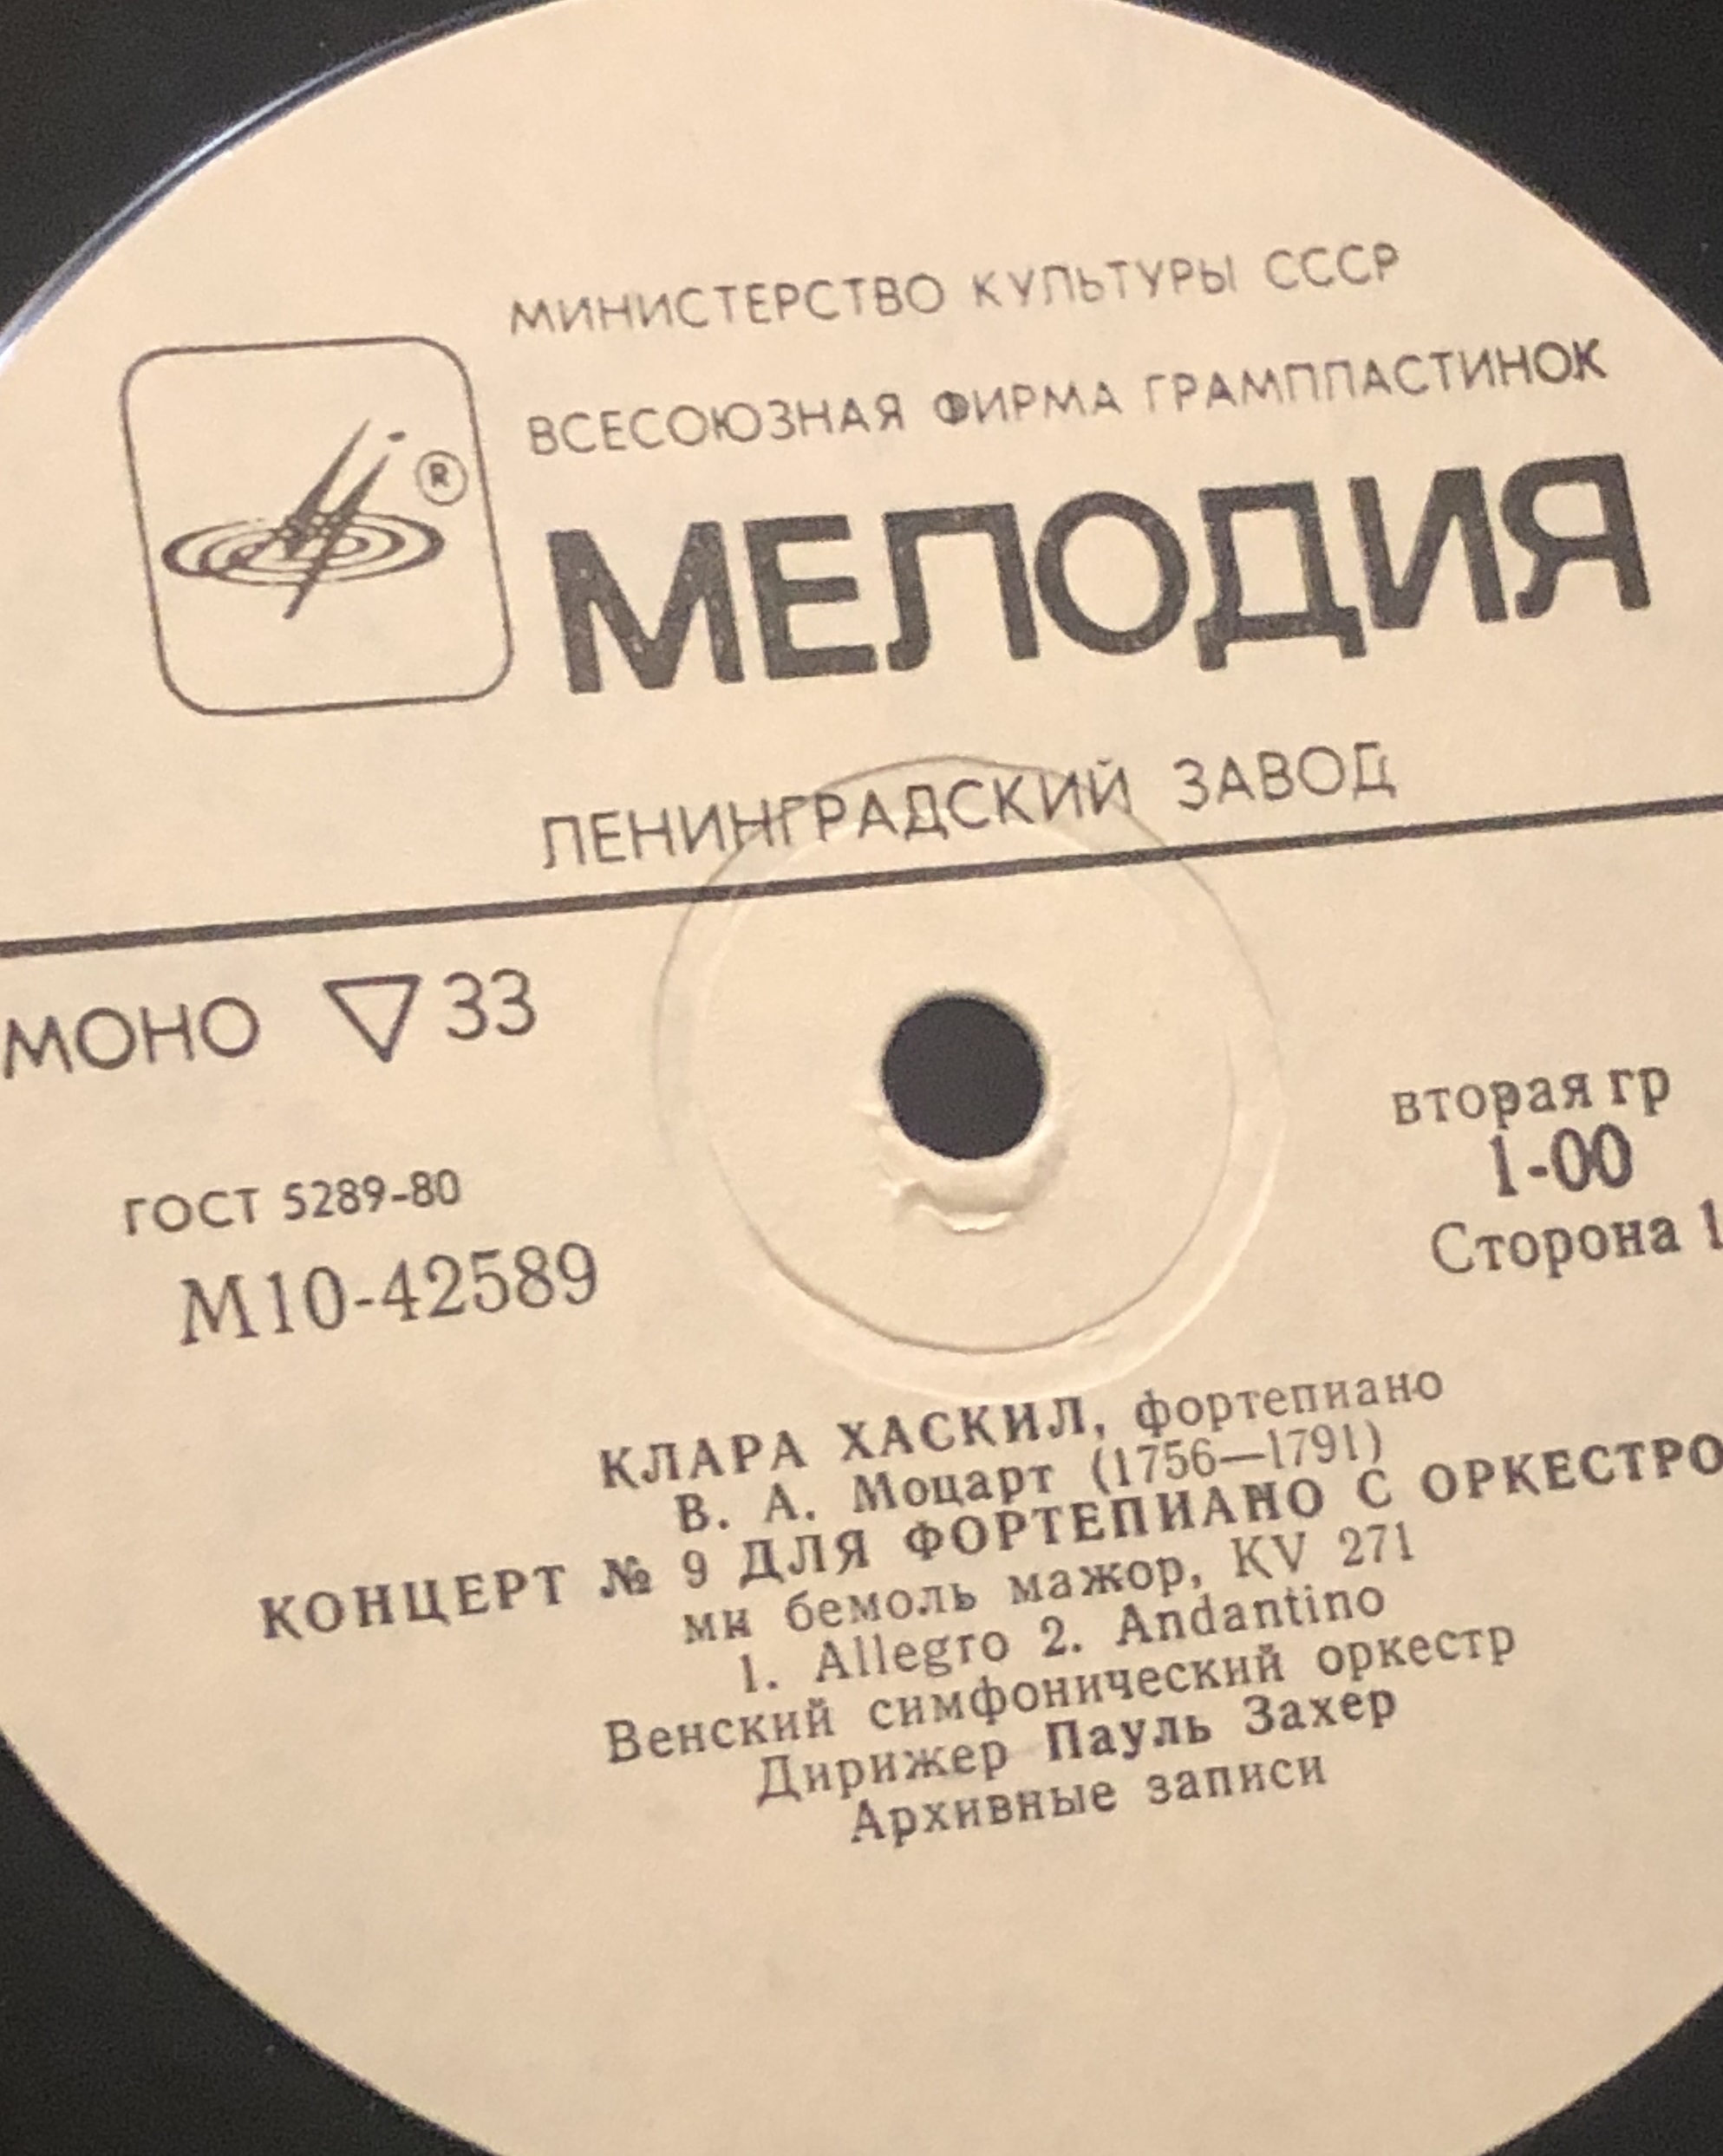 МИНИСТЕРСТВО КУЛЬТУРЫ СССР
ВСЕСОЮЗНАЯ ФИРМА ГРАМПЛАСТИНОК
®
МЕЛОДИЯ
ЛЕНИНГРАДСКИЙ ЗАВОД
МОНО ▽ 33
вторая гр
1-00
Сторона 1
ГОСТ 5289-80
М10-42589
КЛАРА ХАСКИЛ, фортепиано
В. А. Моцарт (1756—1791)
КОНЦЕРТ № 9 ДЛЯ ФОРТЕПИАНО С ОРКЕСТРО
ми бемоль мажор, KV 271
1. Allegro 2. Andantino
Венский симфонический оркестр
Дирижер Пауль Захер
Архивные записи